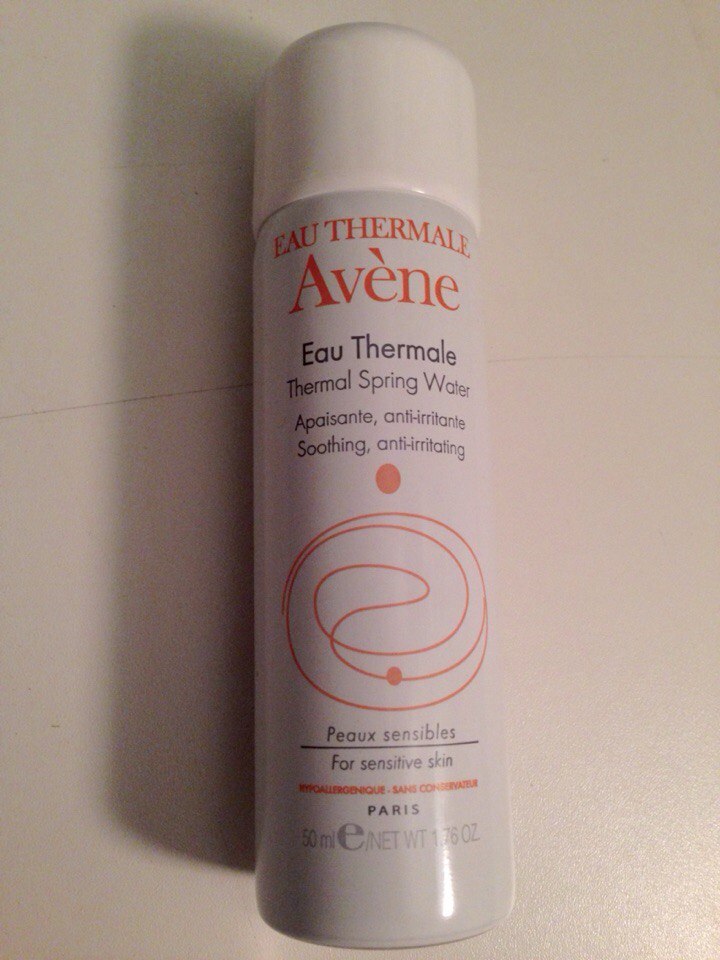 EAU THERMALE
Avène
Eau Thermale
Thermal Spring Water
Apaisante, anti-irritante
Soothing, anti-irritating
Peaux sensibles
For sensitive skin
HYPOALLERGENIQUE - SANS CONSERVATEUR
PARIS
50 ml e/NET WT 1.76 OZ.